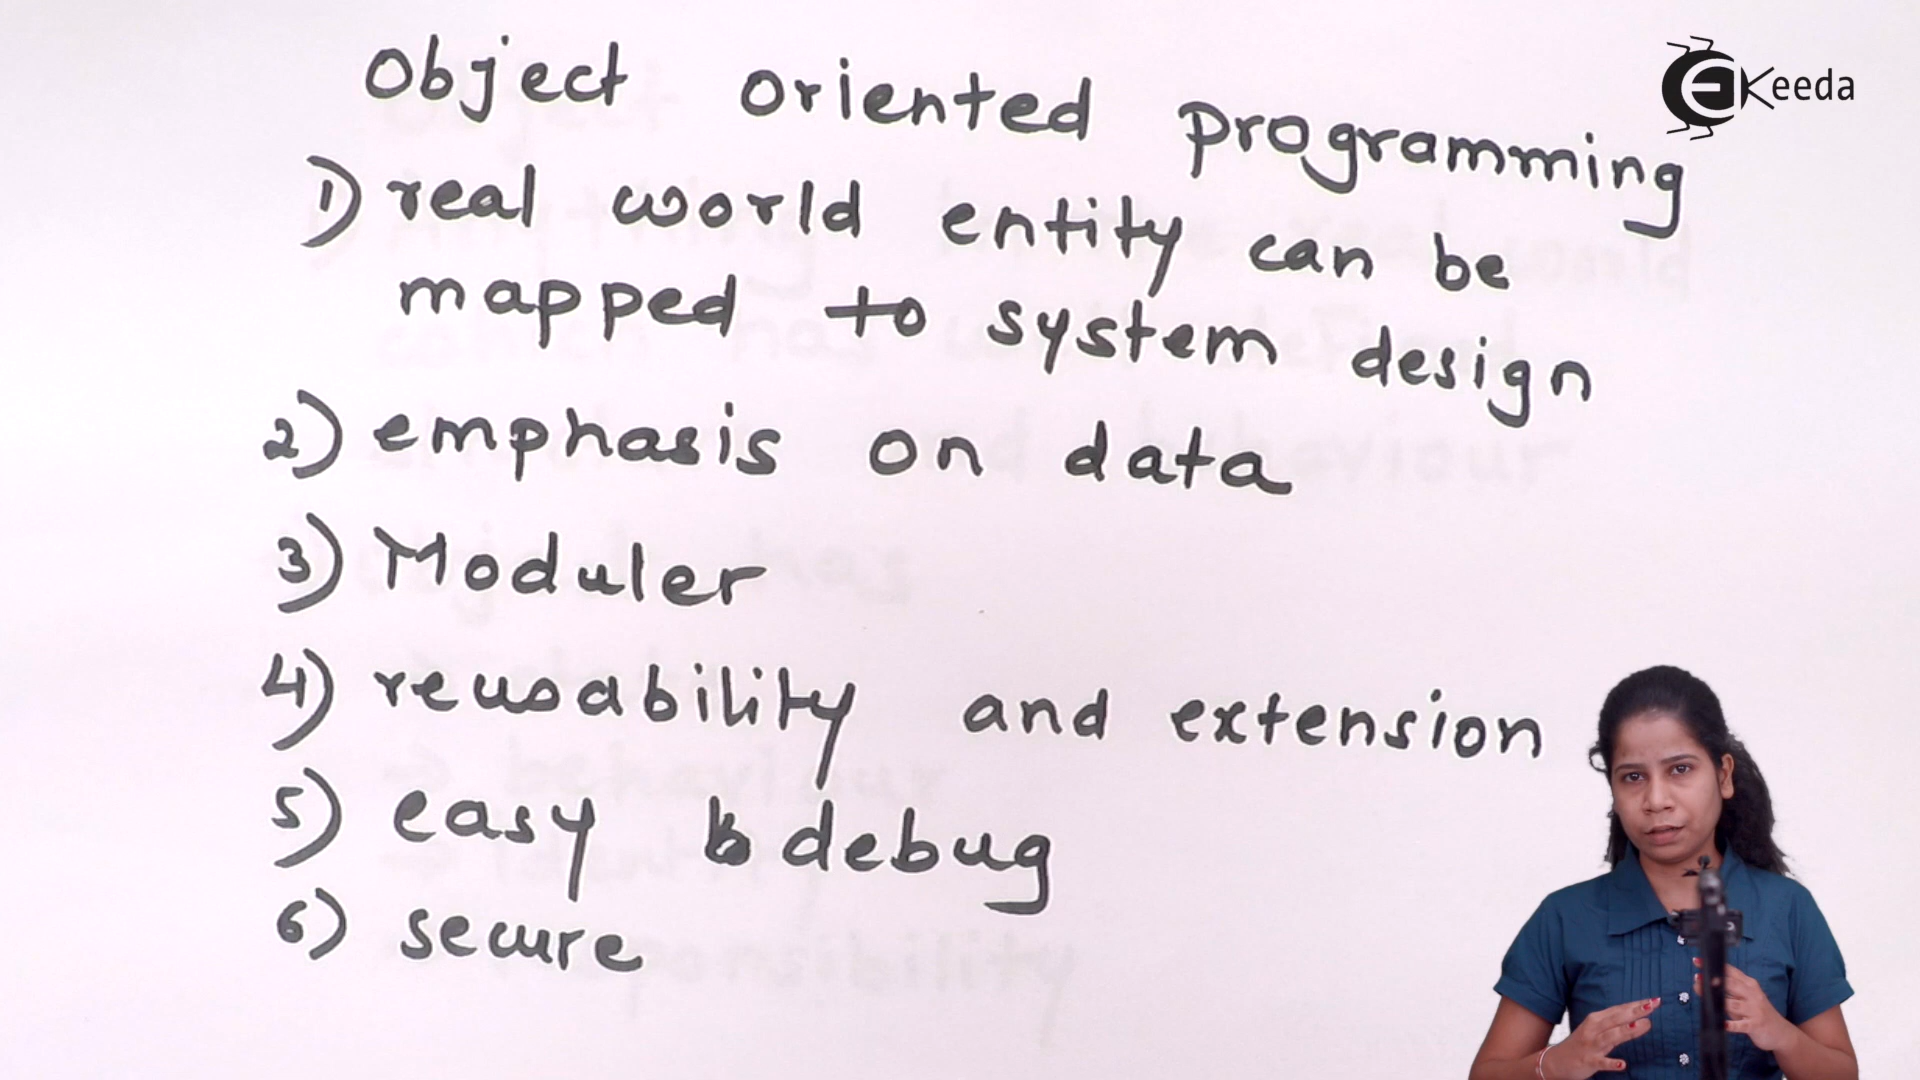 Object oriented programming
EKeeda
1) real world entity can be
mapped to system design
2) emphasis on data
3) Moduler
4) reusability and extension
5) easy debug
6) secure